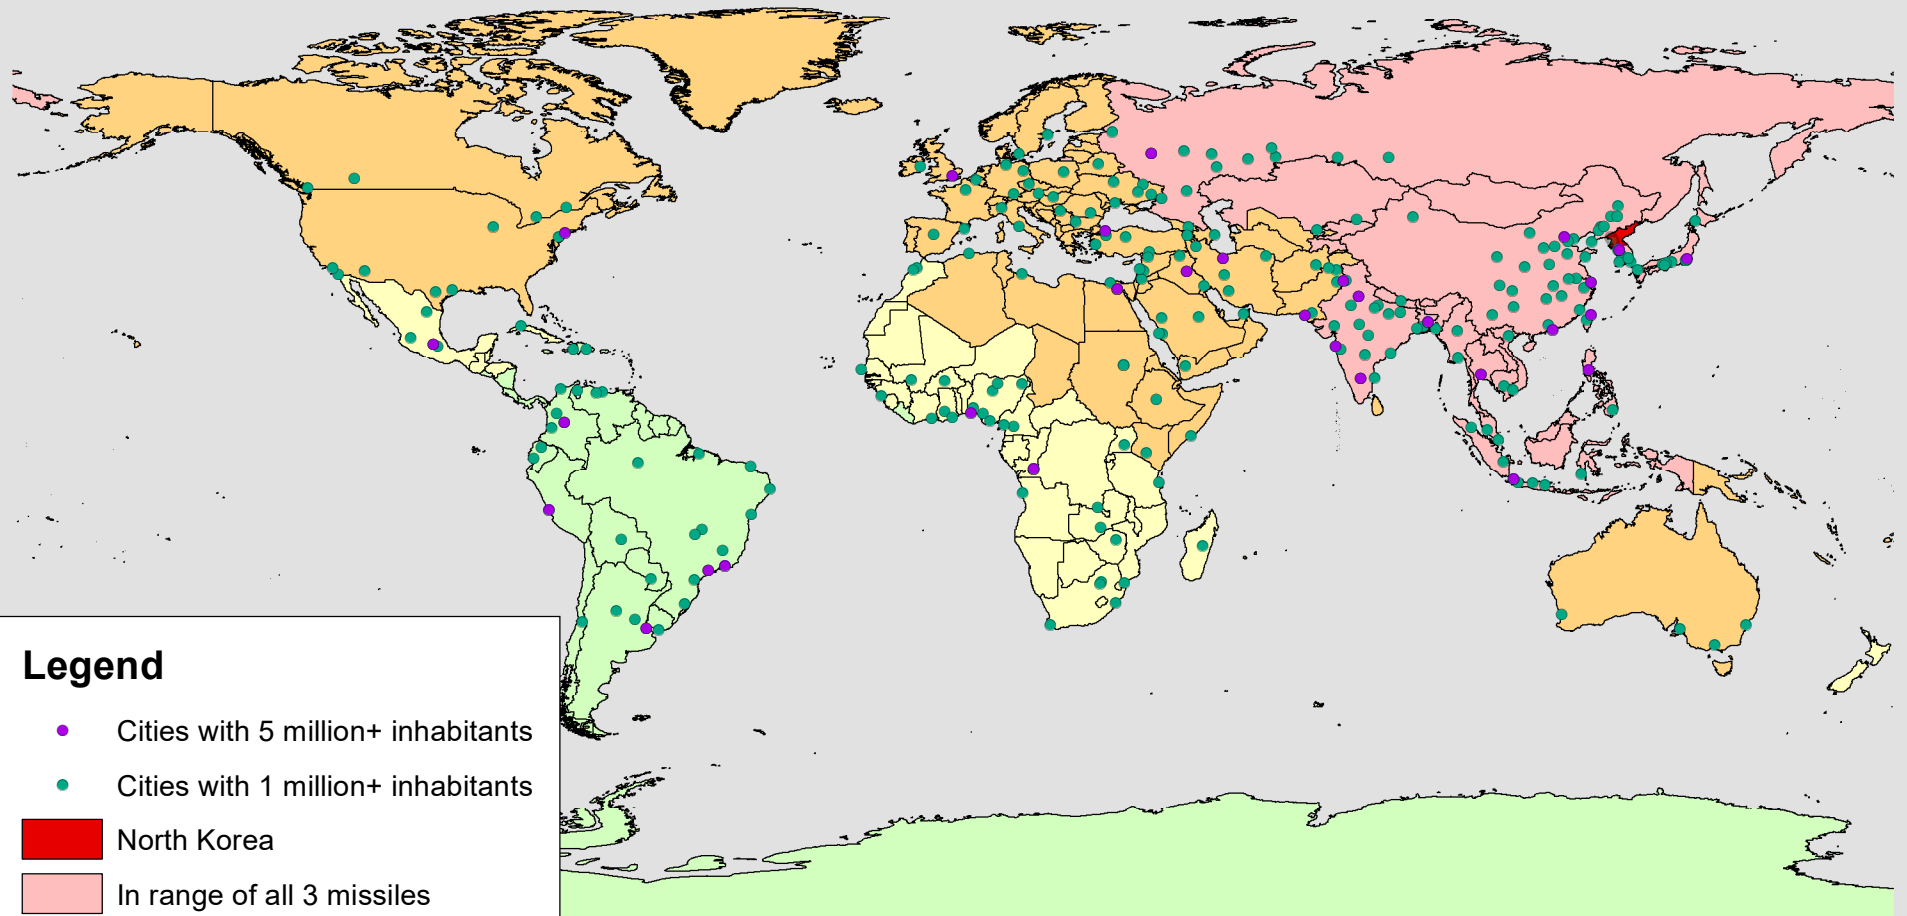 Legend
Cities with 5 million+ inhabitants
Cities with 1 million+ inhabitants
North Korea
In range of all 3 missiles